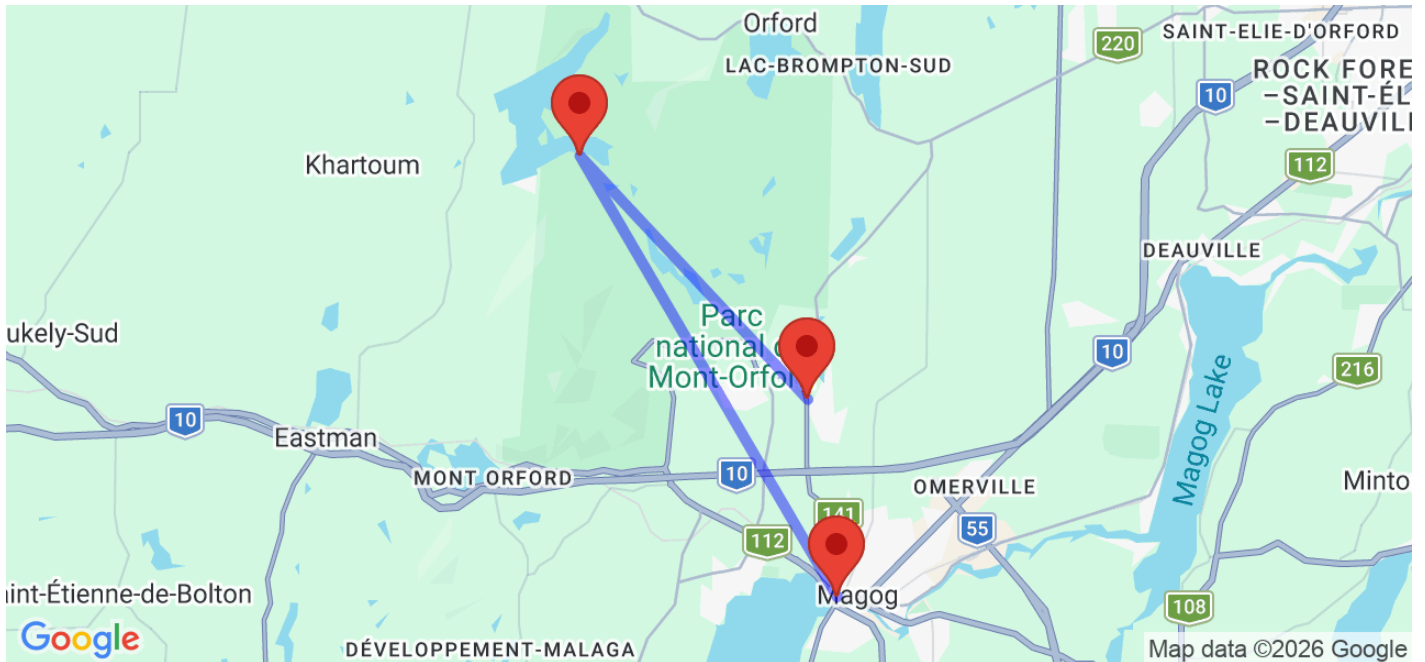 Orford
SAINT-ELIE-D'ORFORD
220
LAC-BROMPTON-SUD
ROCK FORE
–SAINT-ÉL
–DEAUVIL
10
Khartoum
112
DEAUVILLE
Parc
national d
Mont-Orfor
ukely-Sud
10
216
Magog Lake
10
Eastman
MONT ORFORD
10
OMERVILLE
Minto
141
55
112
aint-Étienne-de-Bolton
Magog
108
Google
DÉVELOPPEMENT-MALAGA
Map data ©2026 Google